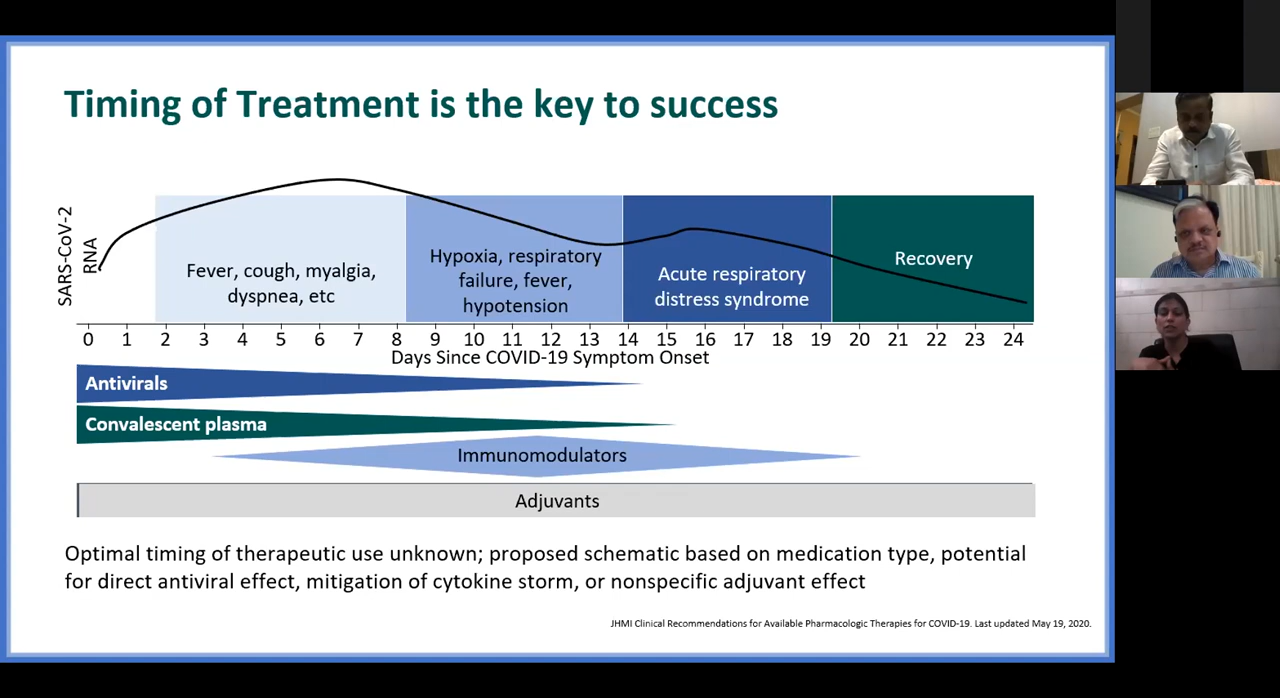 Timing of Treatment is the key to success
SARS-CoV-2
RNA
Fever, cough, myalgia,
dyspnea, etc
Hypoxia, respiratory
failure, fever,
hypotension
Acute respiratory
distress syndrome
Recovery
0 1 2 3 4 5 6 7 8 9 10 11 12 13 14 15 16 17 18 19 20 21 22 23 24
Days Since COVID-19 Symptom Onset
Antivirals
Convalescent plasma
Immunomodulators
Adjuvants
Optimal timing of therapeutic use unknown; proposed schematic based on medication type, potential
for direct antiviral effect, mitigation of cytokine storm, or nonspecific adjuvant effect
JHMI Clinical Recommendations for Available Pharmacologic Therapies for COVID-19. Last updated May 19, 2020.